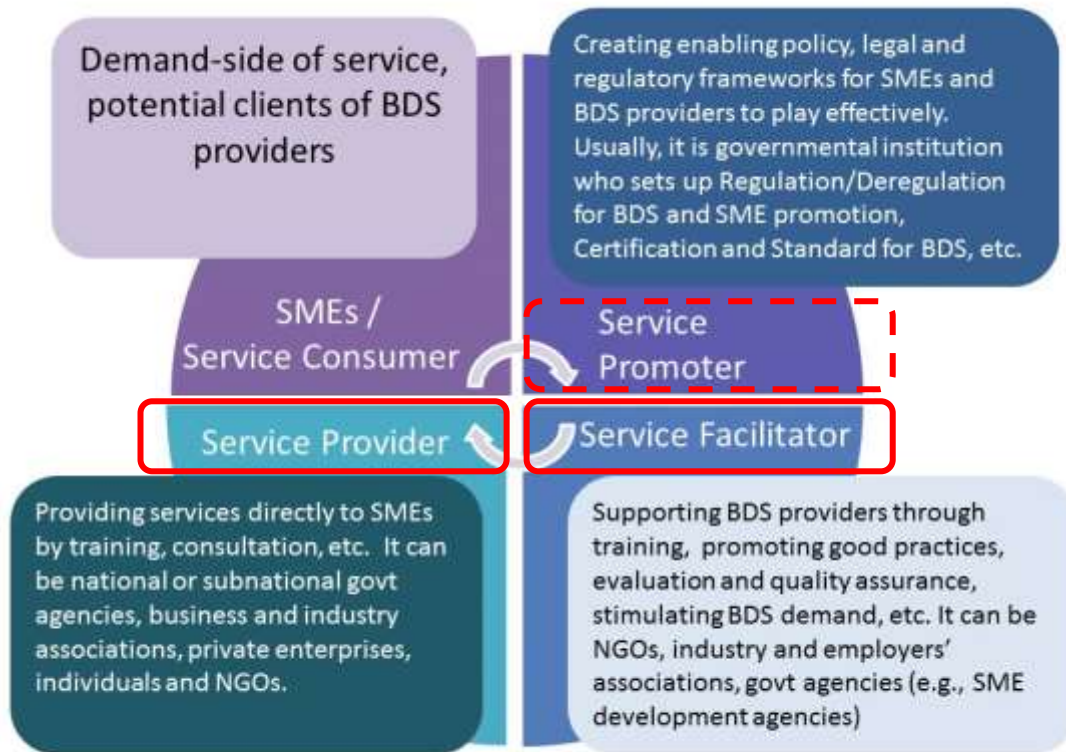 Demand-side of service,
potential clients of BDS
providers
Creating enabling policy, legal and
regulatory frameworks for SMEs and
BDS providers to play effectively.
Usually, it is governmental institution
who sets up Regulation/Deregulation
for BDS and SME promotion,
Certification and Standard for BDS, etc.
SMEs /
Service Consumer
Service
Promoter
Service Provider
Service Facilitator
Providing services directly to SMEs
by training, consultation, etc. It can
be national or subnational govt
agencies, business and industry
associations, private enterprises,
individuals and NGOs.
Supporting BDS providers through
training, promoting good practices,
evaluation and quality assurance,
stimulating BDS demand, etc. It can be
NGOs, industry and employers'
associations, govt agencies (e.g., SME
development agencies)